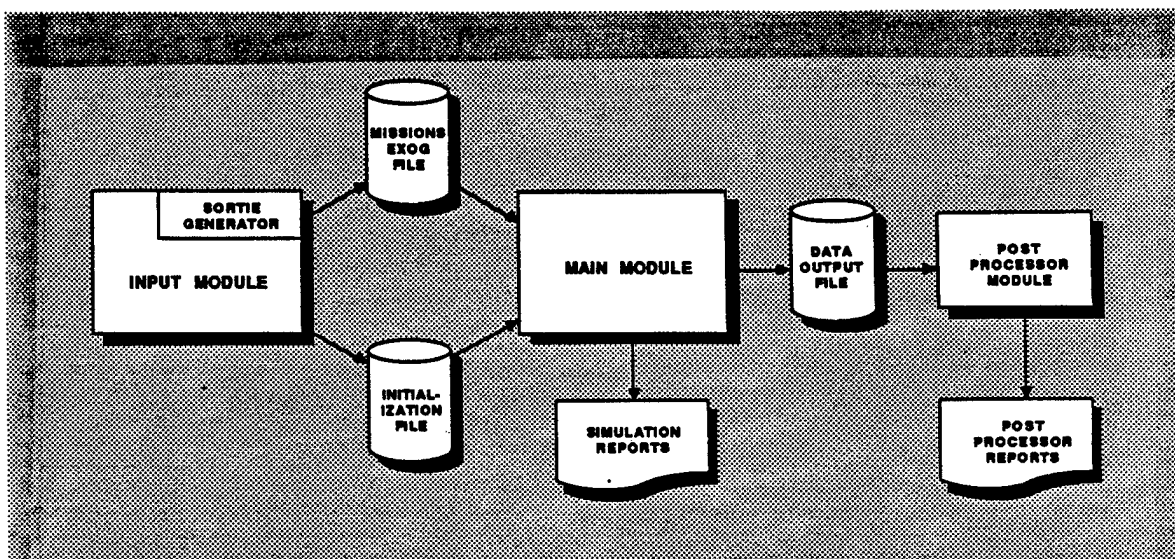 MISSIONS
EXOG
FILE
SORTIE
GENERATOR
INPUT MODULE
INITIAL-
IZATION
FILE
MAIN MODULE
SIMULATION
REPORTS
DATA
OUTPUT
FILE
POST
PROCESSOR
MODULE
POST
PROCESSOR
REPORTS